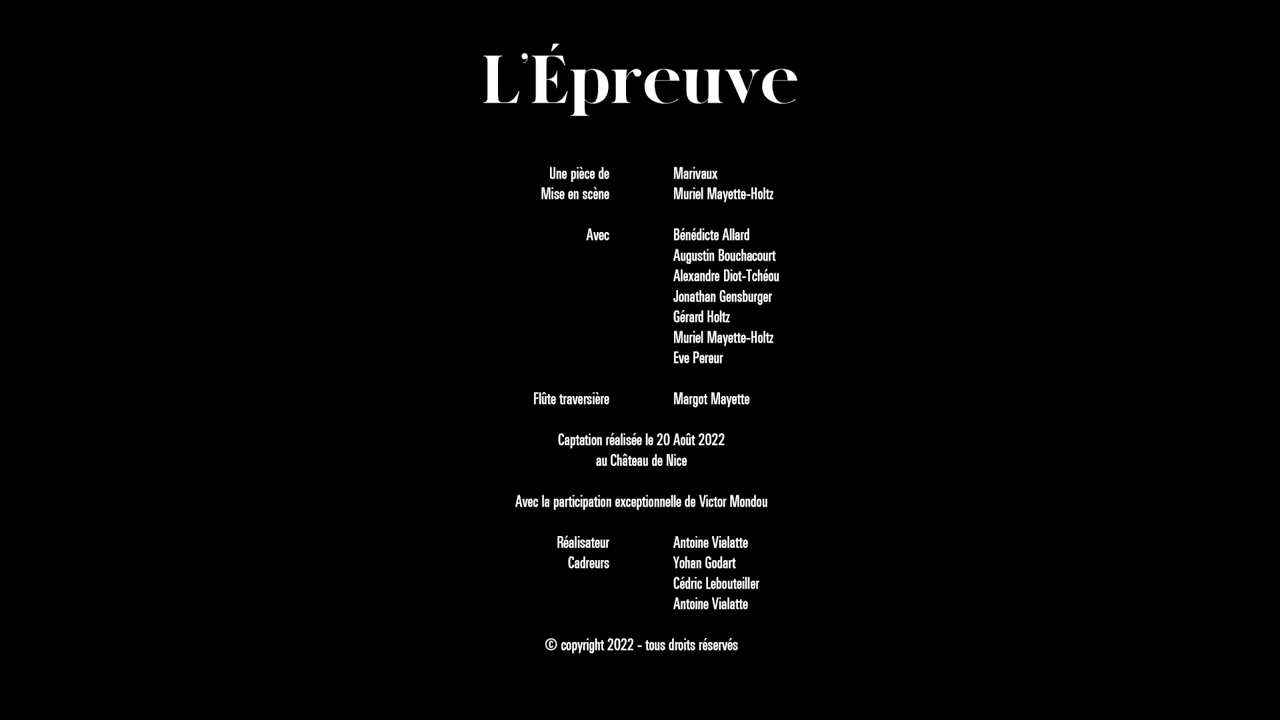 L'Épreuve
Une pièce de Marivaux
Mise en scène Muriel Mayette-Holtz
Avec Bénédicte Allard
Augustin Bouchacourt
Alexandre Diot-Tchéou
Jonathan Gensburger
Gérard Holtz
Muriel Mayette-Holtz
Eve Pereur
Flûte traversière Margot Mayette
Captation réalisée le 20 Août 2022
au Château de Nice
Avec la participation exceptionnelle de Victor Mondou
Réalisateur Antoine Vialatte
Cadreurs Yohan Godart
Cédric Lebouteiller
Antoine Vialatte
© copyright 2022 - tous droits réservés